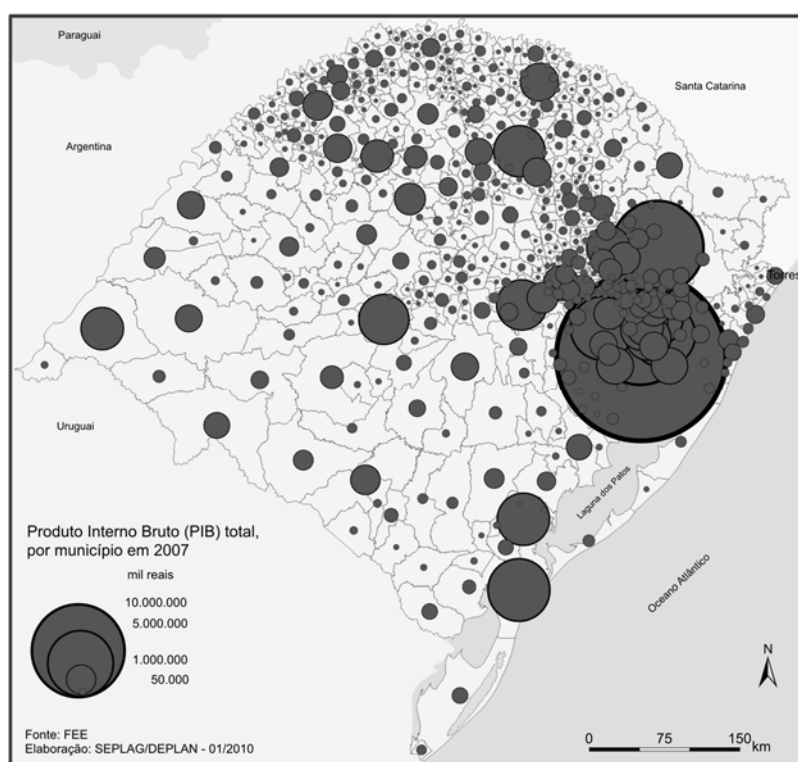 Paraguai
Santa Catarina
Argentina
Torres
Uruguai
Laguna dos Patos
Oceano Atlântico
Produto Interno Bruto (PIB) total,
por município em 2007
mil reais
10.000.000
5.000.000
1.000.000
50.000
N
0 75 150
km
Fonte: FEE
Elaboração: SEPLAG/DEPLAN - 01/2010